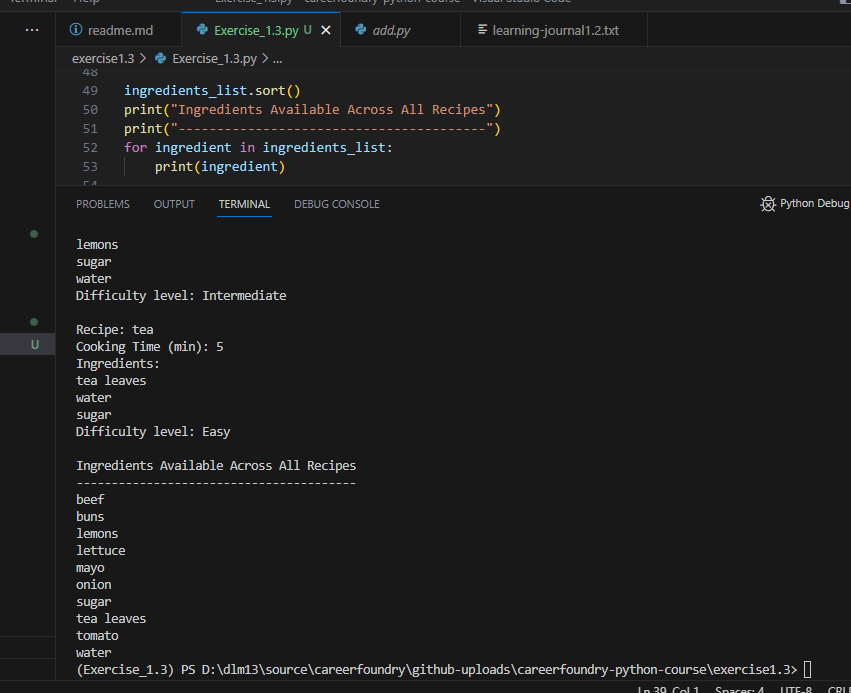 Terminal Help Exercise_1.3.py - careerfoundry-python-course - Visual Studio Code
... readme.md Exercise_1.3.py U × add.py learning-journal1.2.txt
exercise1.3 > Exercise_1.3.py > ...
48
49 ingredients_list.sort()
50 print("Ingredients Available Across All Recipes")
51 print("----------------------------------------")
52 for ingredient in ingredients_list:
53 print(ingredient)
54
PROBLEMS OUTPUT TERMINAL DEBUG CONSOLE Python Debug
lemons
sugar
water
Difficulty level: Intermediate
Recipe: tea
U
Cooking Time (min): 5
Ingredients:
tea leaves
water
sugar
Difficulty level: Easy
Ingredients Available Across All Recipes
----------------------------------------
beef
buns
lemons
lettuce
mayo
onion
sugar
tea leaves
tomato
water
(Exercise_1.3) PS D:\dlm13\source\careerfoundry\github-uploads\careerfoundry-python-course\exercise1.3>
Ln 39, Col 1 Spaces: 4 UTF-8 CRL